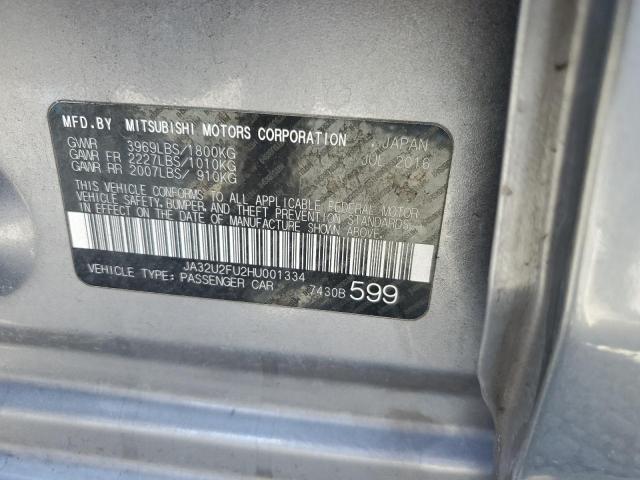 MFD. BY MITSUBISHI MOTORS CORPORATION JAPAN
GVWR 3969LBS/1800KG JUL 2016
GAWR FR 2227LBS/1010KG
GAWR RR 2007LBS/ 910KG
THIS VEHICLE CONFORMS TO ALL APPLICABLE FEDERAL MOTOR
VEHICLE SAFETY, BUMPER, AND THEFT PREVENTION STANDARDS
IN EFFECT ON THE DATE OF MANUFACTURE SHOWN ABOVE.
JA32U2FU2HU001334
VEHICLE TYPE: PASSENGER CAR 7430B 599